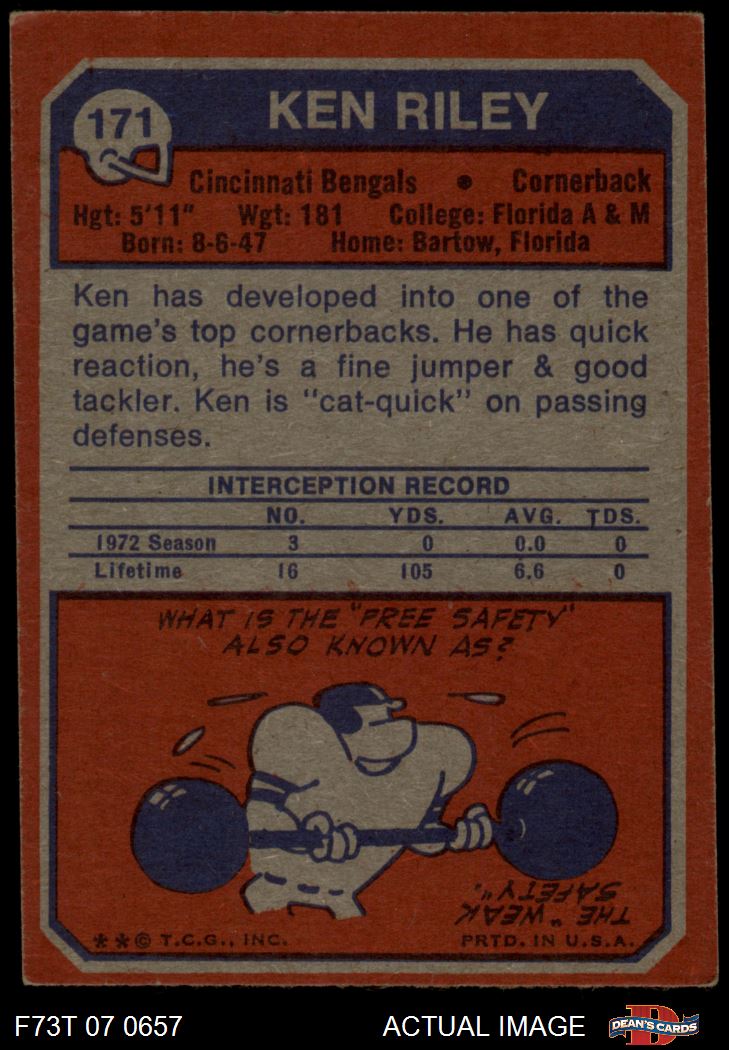 171
KEN RILEY
Cincinnati Bengals • Cornerback
Hgt: 5'11" Wgt: 181 College: Florida A & M
Born: 8-6-47 Home: Bartow, Florida
Ken has developed into one of the
game's top cornerbacks. He has quick
reaction, he's a fine jumper & good
tackler. Ken is "cat-quick" on passing
defenses.
INTERCEPTION RECORD
NO. YDS. AVG. TDS.
1972 Season 3 0 0.0 0
Lifetime 16 105 6.6 0
WHAT IS THE "FREE SAFETY"
ALSO KNOWN AS?
THE "WEAK
SAFETY".
**© T.C.G., INC. PRTD. IN U.S.A.
F73T 07 0657 ACTUAL IMAGE
D
DEAN'S CARDS